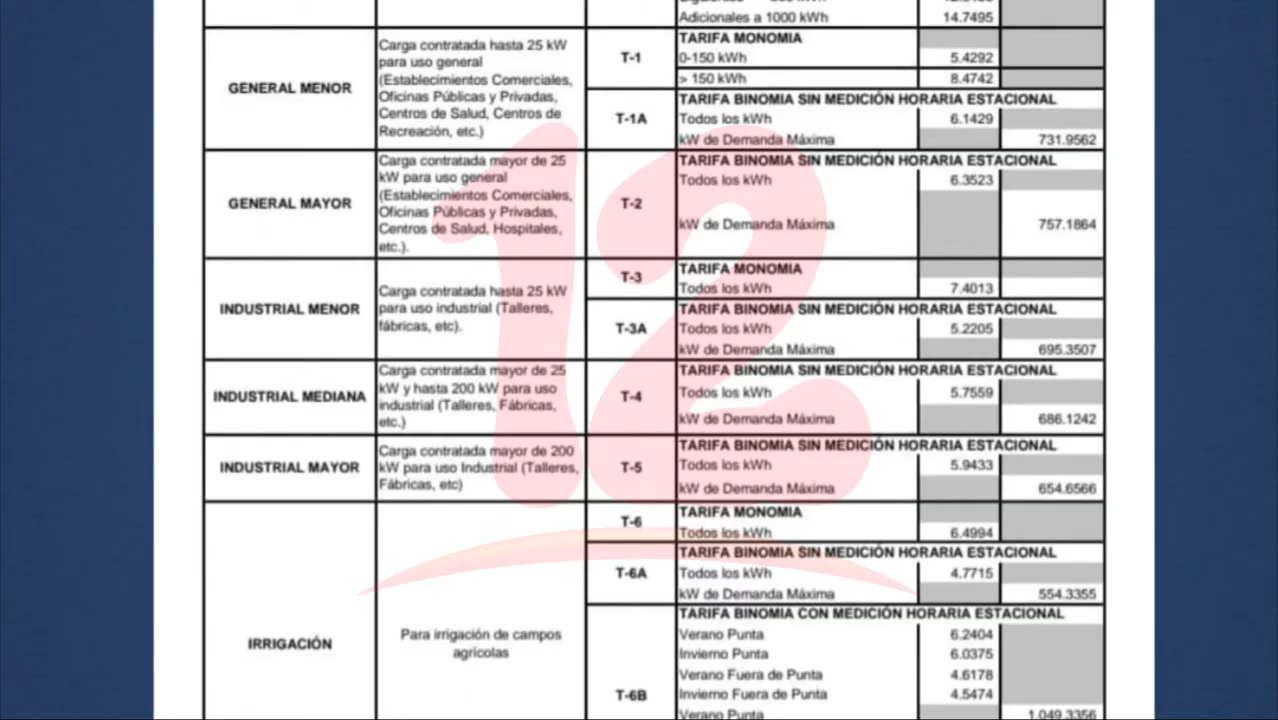 Adicionales a 1000 kWh 14.7495
GENERAL MENOR
Carga contratada hasta 25 kW
para uso general
(Establecimientos Comerciales,
Oficinas Públicas y Privadas,
Centros de Salud, Centros de
Recreación, etc.)
T-1
TARIFA MONOMIA
0-150 kWh 5.4292
> 150 kWh 8.4742
T-1A
TARIFA BINOMIA SIN MEDICIÓN HORARIA ESTACIONAL
Todos los kWh 6.1429
kW de Demanda Máxima 731.9562
GENERAL MAYOR
Carga contratada mayor de 25
kW para uso general
(Establecimientos Comerciales,
Oficinas Públicas y Privadas,
Centros de Salud, Hospitales,
etc.).
T-2
TARIFA BINOMIA SIN MEDICIÓN HORARIA ESTACIONAL
Todos los kWh 6.3523
kW de Demanda Máxima 757.1864
INDUSTRIAL MENOR
Carga contratada hasta 25 kW
para uso industrial (Talleres,
fábricas, etc).
T-3
TARIFA MONOMIA
Todos los kWh 7.4013
T-3A
TARIFA BINOMIA SIN MEDICIÓN HORARIA ESTACIONAL
Todos los kWh 5.2205
kW de Demanda Máxima 695.3507
INDUSTRIAL MEDIANA
Carga contratada mayor de 25
kW y hasta 200 kW para uso
industrial (Talleres, Fábricas,
etc.)
T-4
TARIFA BINOMIA SIN MEDICIÓN HORARIA ESTACIONAL
Todos los kWh 5.7559
kW de Demanda Máxima 686.1242
INDUSTRIAL MAYOR
Carga contratada mayor de 200
kW para uso Industrial (Talleres,
Fábricas, etc)
T-5
TARIFA BINOMIA SIN MEDICIÓN HORARIA ESTACIONAL
Todos los kWh 5.9433
kW de Demanda Máxima 654.6566
IRRIGACIÓN
Para irrigación de campos
agrícolas
T-6
TARIFA MONOMIA
Todos los kWh 6.4994
T-6A
TARIFA BINOMIA SIN MEDICIÓN HORARIA ESTACIONAL
Todos los kWh 4.7715
kW de Demanda Máxima 554.3355
T-6B
TARIFA BINOMIA CON MEDICIÓN HORARIA ESTACIONAL
Verano Punta 6.2404
Invierno Punta 6.0375
Verano Fuera de Punta 4.6178
Invierno Fuera de Punta 4.5474
Verano Punta 1,049.3356
12